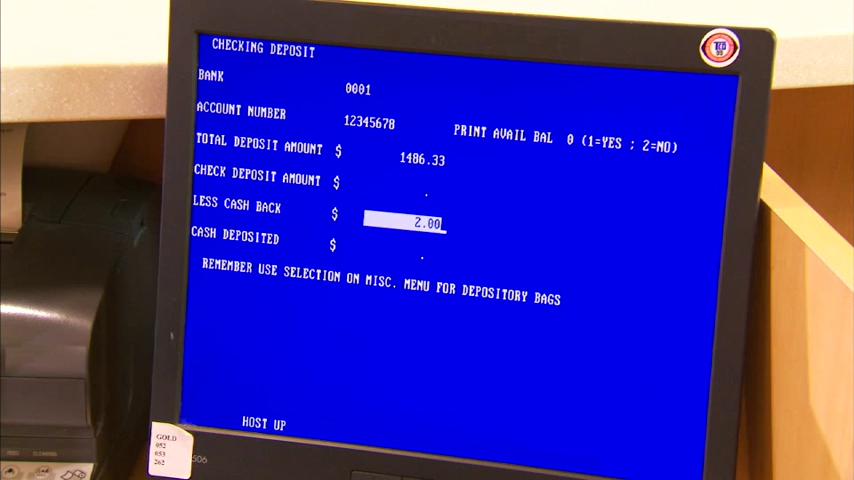 CHECKING DEPOSIT
BANK 0001
ACCOUNT NUMBER 12345678 PRINT AVAIL BAL 0 (1=YES ; 2=NO)
TOTAL DEPOSIT AMOUNT $ 1486.33
CHECK DEPOSIT AMOUNT $ .
LESS CASH BACK $ 2.00
CASH DEPOSITED $ .
REMEMBER USE SELECTION ON MISC. MENU FOR DEPOSITORY BAGS
HOST UP
GOLD
052
053
262
506